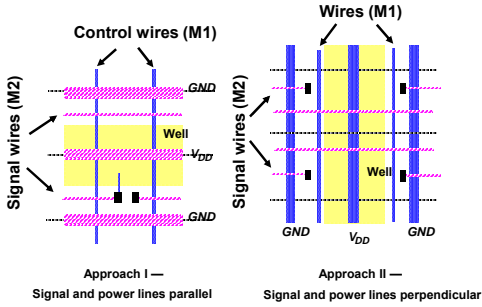 Control wires (M1)
Signal wires (M2)
GND
Well
VDD
GND
Approach I —
Signal and power lines parallel
Wires (M1)
Signal wires (M2)
Well
GND
VDD
GND
Approach II —
Signal and power lines perpendicular